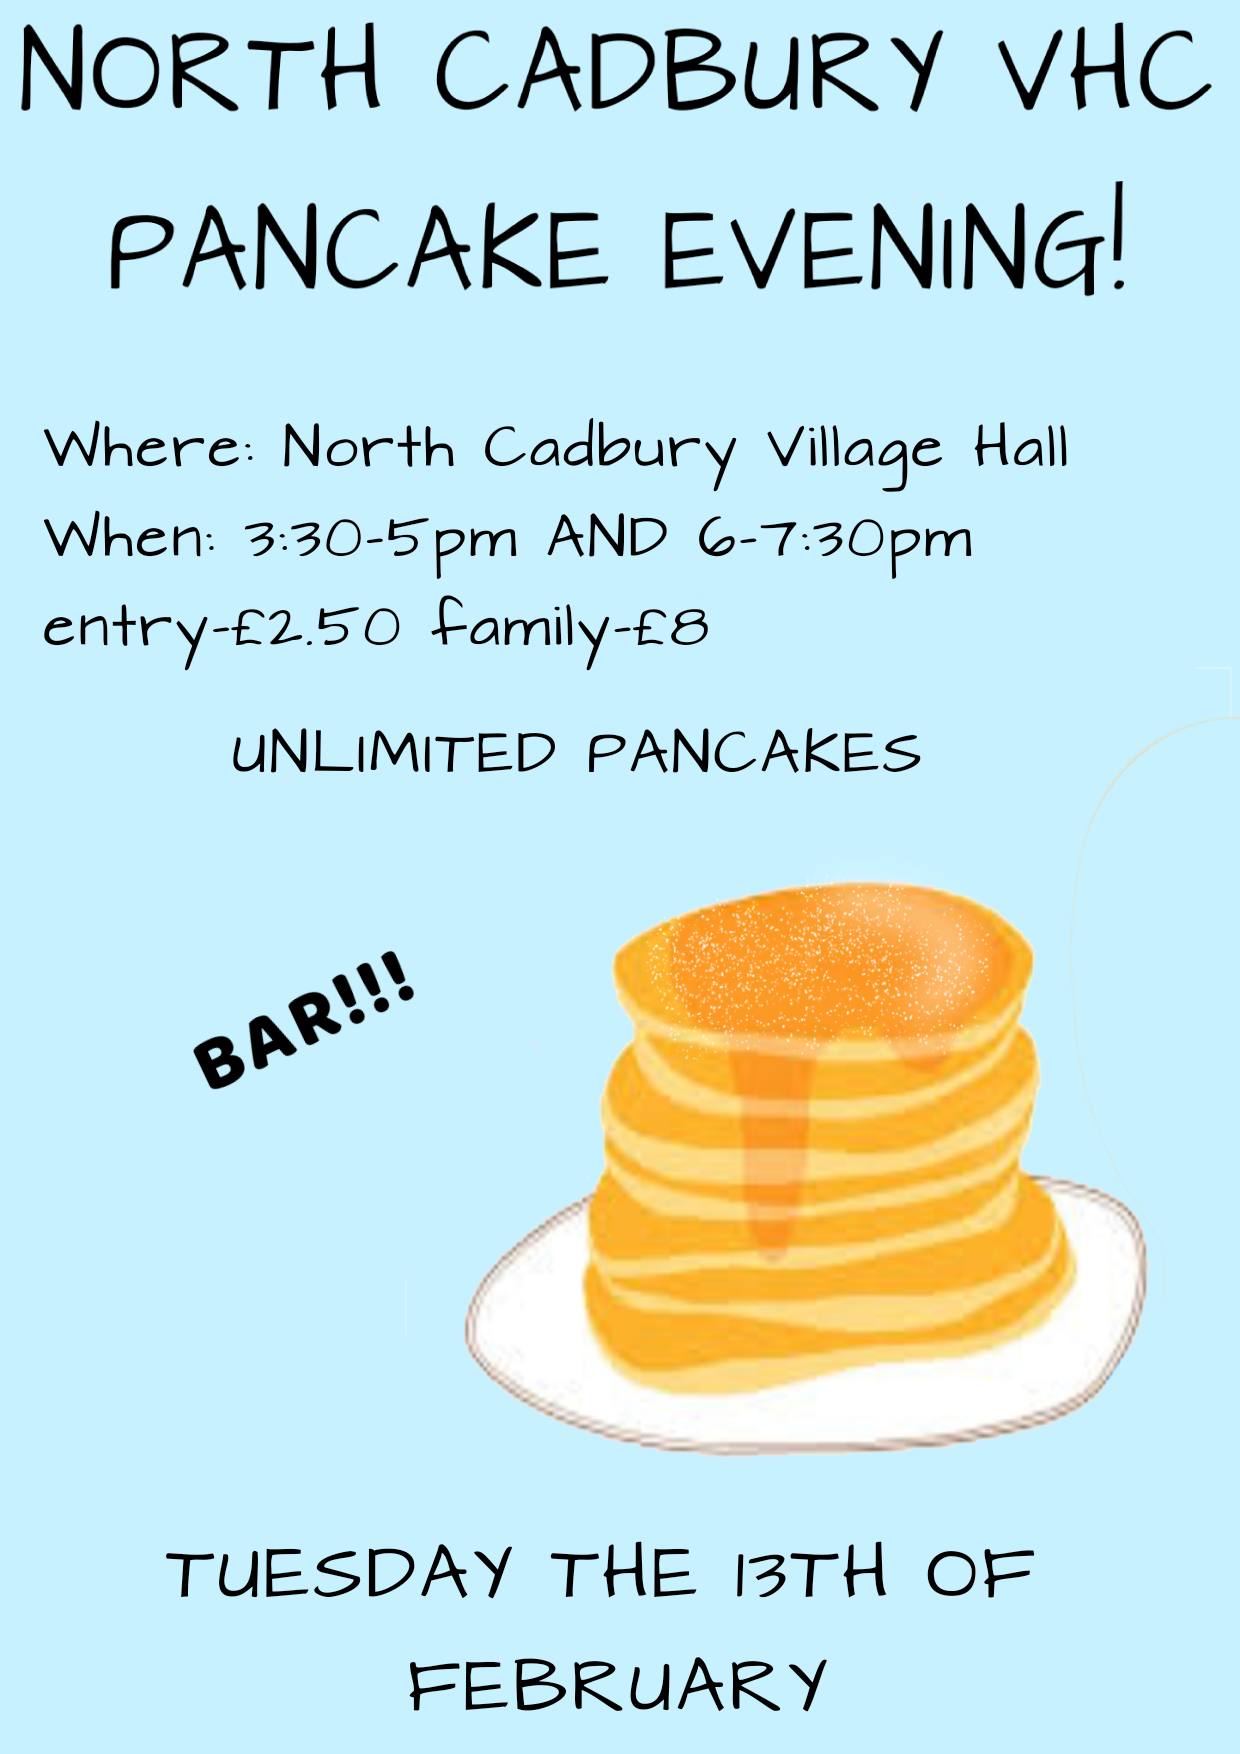 NORTH CADBURY VHC
PANCAKE EVENING!
Where: North Cadbury Village Hall
When: 3:30-5pm AND 6-7:30pm
entry-£2.50 family-£8
UNLIMITED PANCAKES
BAR!!!
TUESDAY THE 13TH OF
FEBRUARY